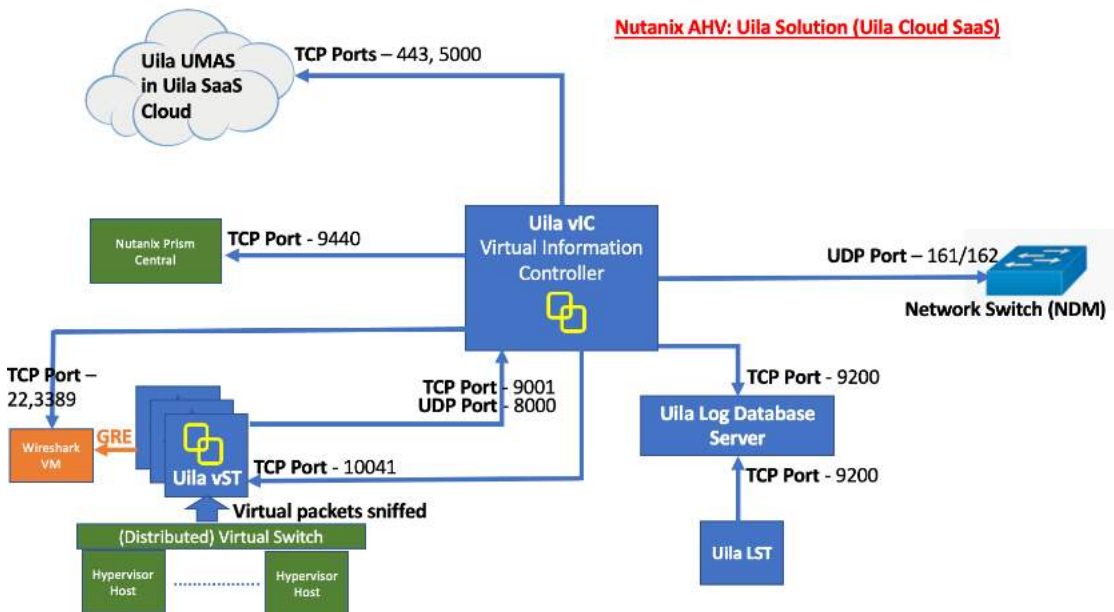 Nutanix AHV: Uila Solution (Uila Cloud SaaS)
Uila UMAS
in Uila SaaS
Cloud
TCP Ports – 443, 5000
Uila vIC
Virtual Information
Controller
Nutanix Prism
Central
TCP Port - 9440
UDP Port – 161/162
Network Switch (NDM)
TCP Port –
22,3389
TCP Port - 9001
UDP Port - 8000
TCP Port - 9200
Uila Log Database
Server
Wireshark
VM
GRE
Uila vST
TCP Port - 10041
TCP Port - 9200
Virtual packets sniffed
(Distributed) Virtual Switch
Uila LST
Hypervisor
Host
Hypervisor
Host